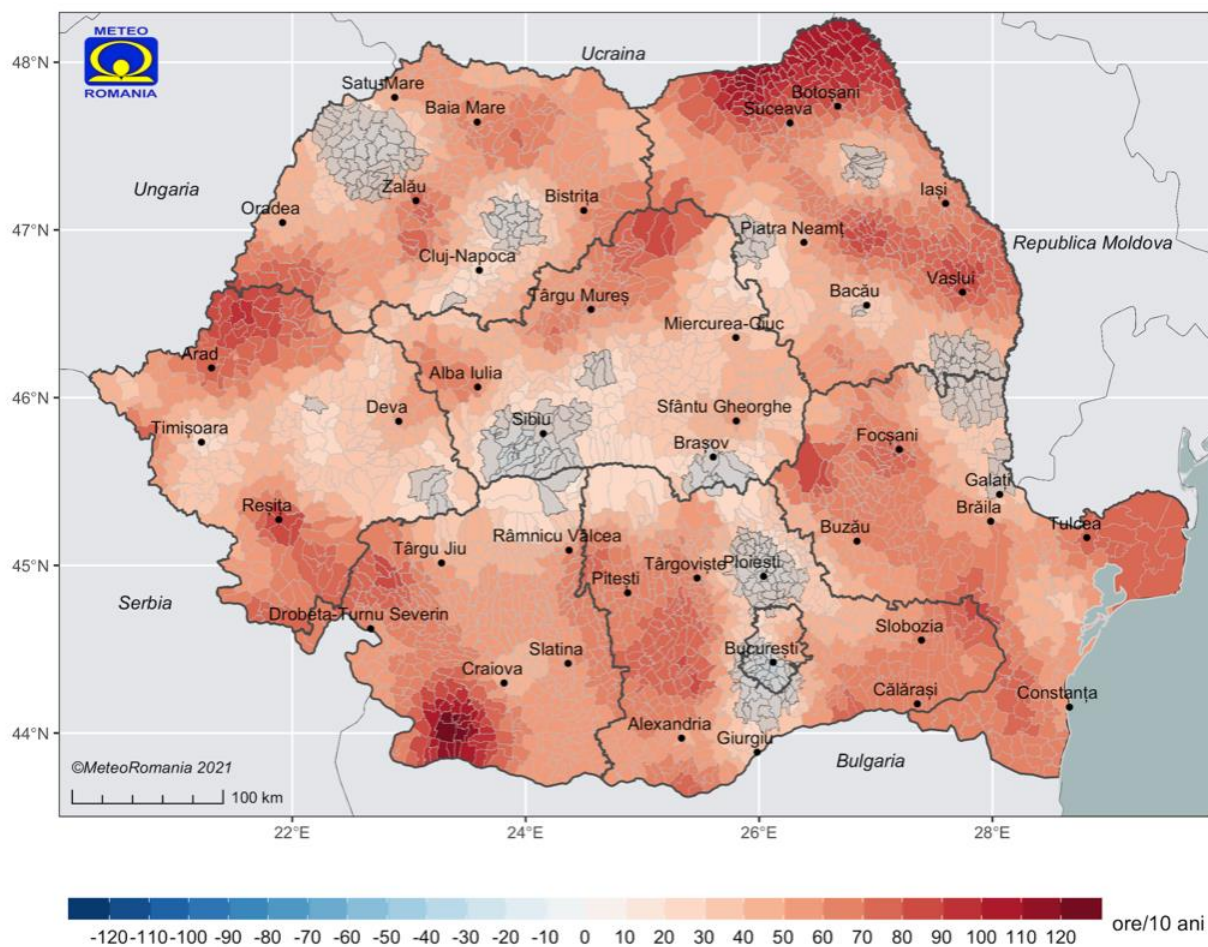 METEO
ROMANIA
Ucraina
48°N
Satu-Mare
Baia Mare
Botoșani
Suceava
Ungaria
Zalău
Bistrița
Iași
Oradea
47°N
Piatra Neamț
Republica Moldova
Cluj-Napoca
Târgu Mureș
Bacău
Vaslui
Miercurea-Ciuc
Arad
Alba Iulia
46°N
Deva
Sibiu
Sfântu Gheorghe
Timișoara
Focșani
Brașov
Galați
Reșița
Brăila
Tulcea
Râmnicu Vâlcea
Buzău
Târgu Jiu
45°N
Târgoviște
Ploiești
Pitești
Serbia
Drobeta-Turnu Severin
Slobozia
Slatina
București
Craiova
Călărași
Constanța
Alexandria
44°N
Giurgiu
Bulgaria
©MeteoRomania 2021
100 km
22°E 24°E 26°E 28°E
-120 -110 -100 -90 -80 -70 -60 -50 -40 -30 -20 -10 0 10 20 30 40 50 60 70 80 90 100 110 120 ore/10 ani